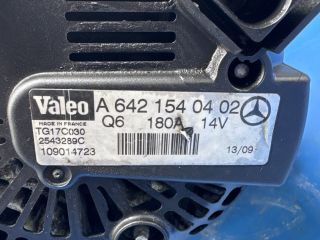 Valeo A 642 154 04 02
MADE IN FRANCE Q6 180A 14V
TG17C030
2543289C
109014723 13/09